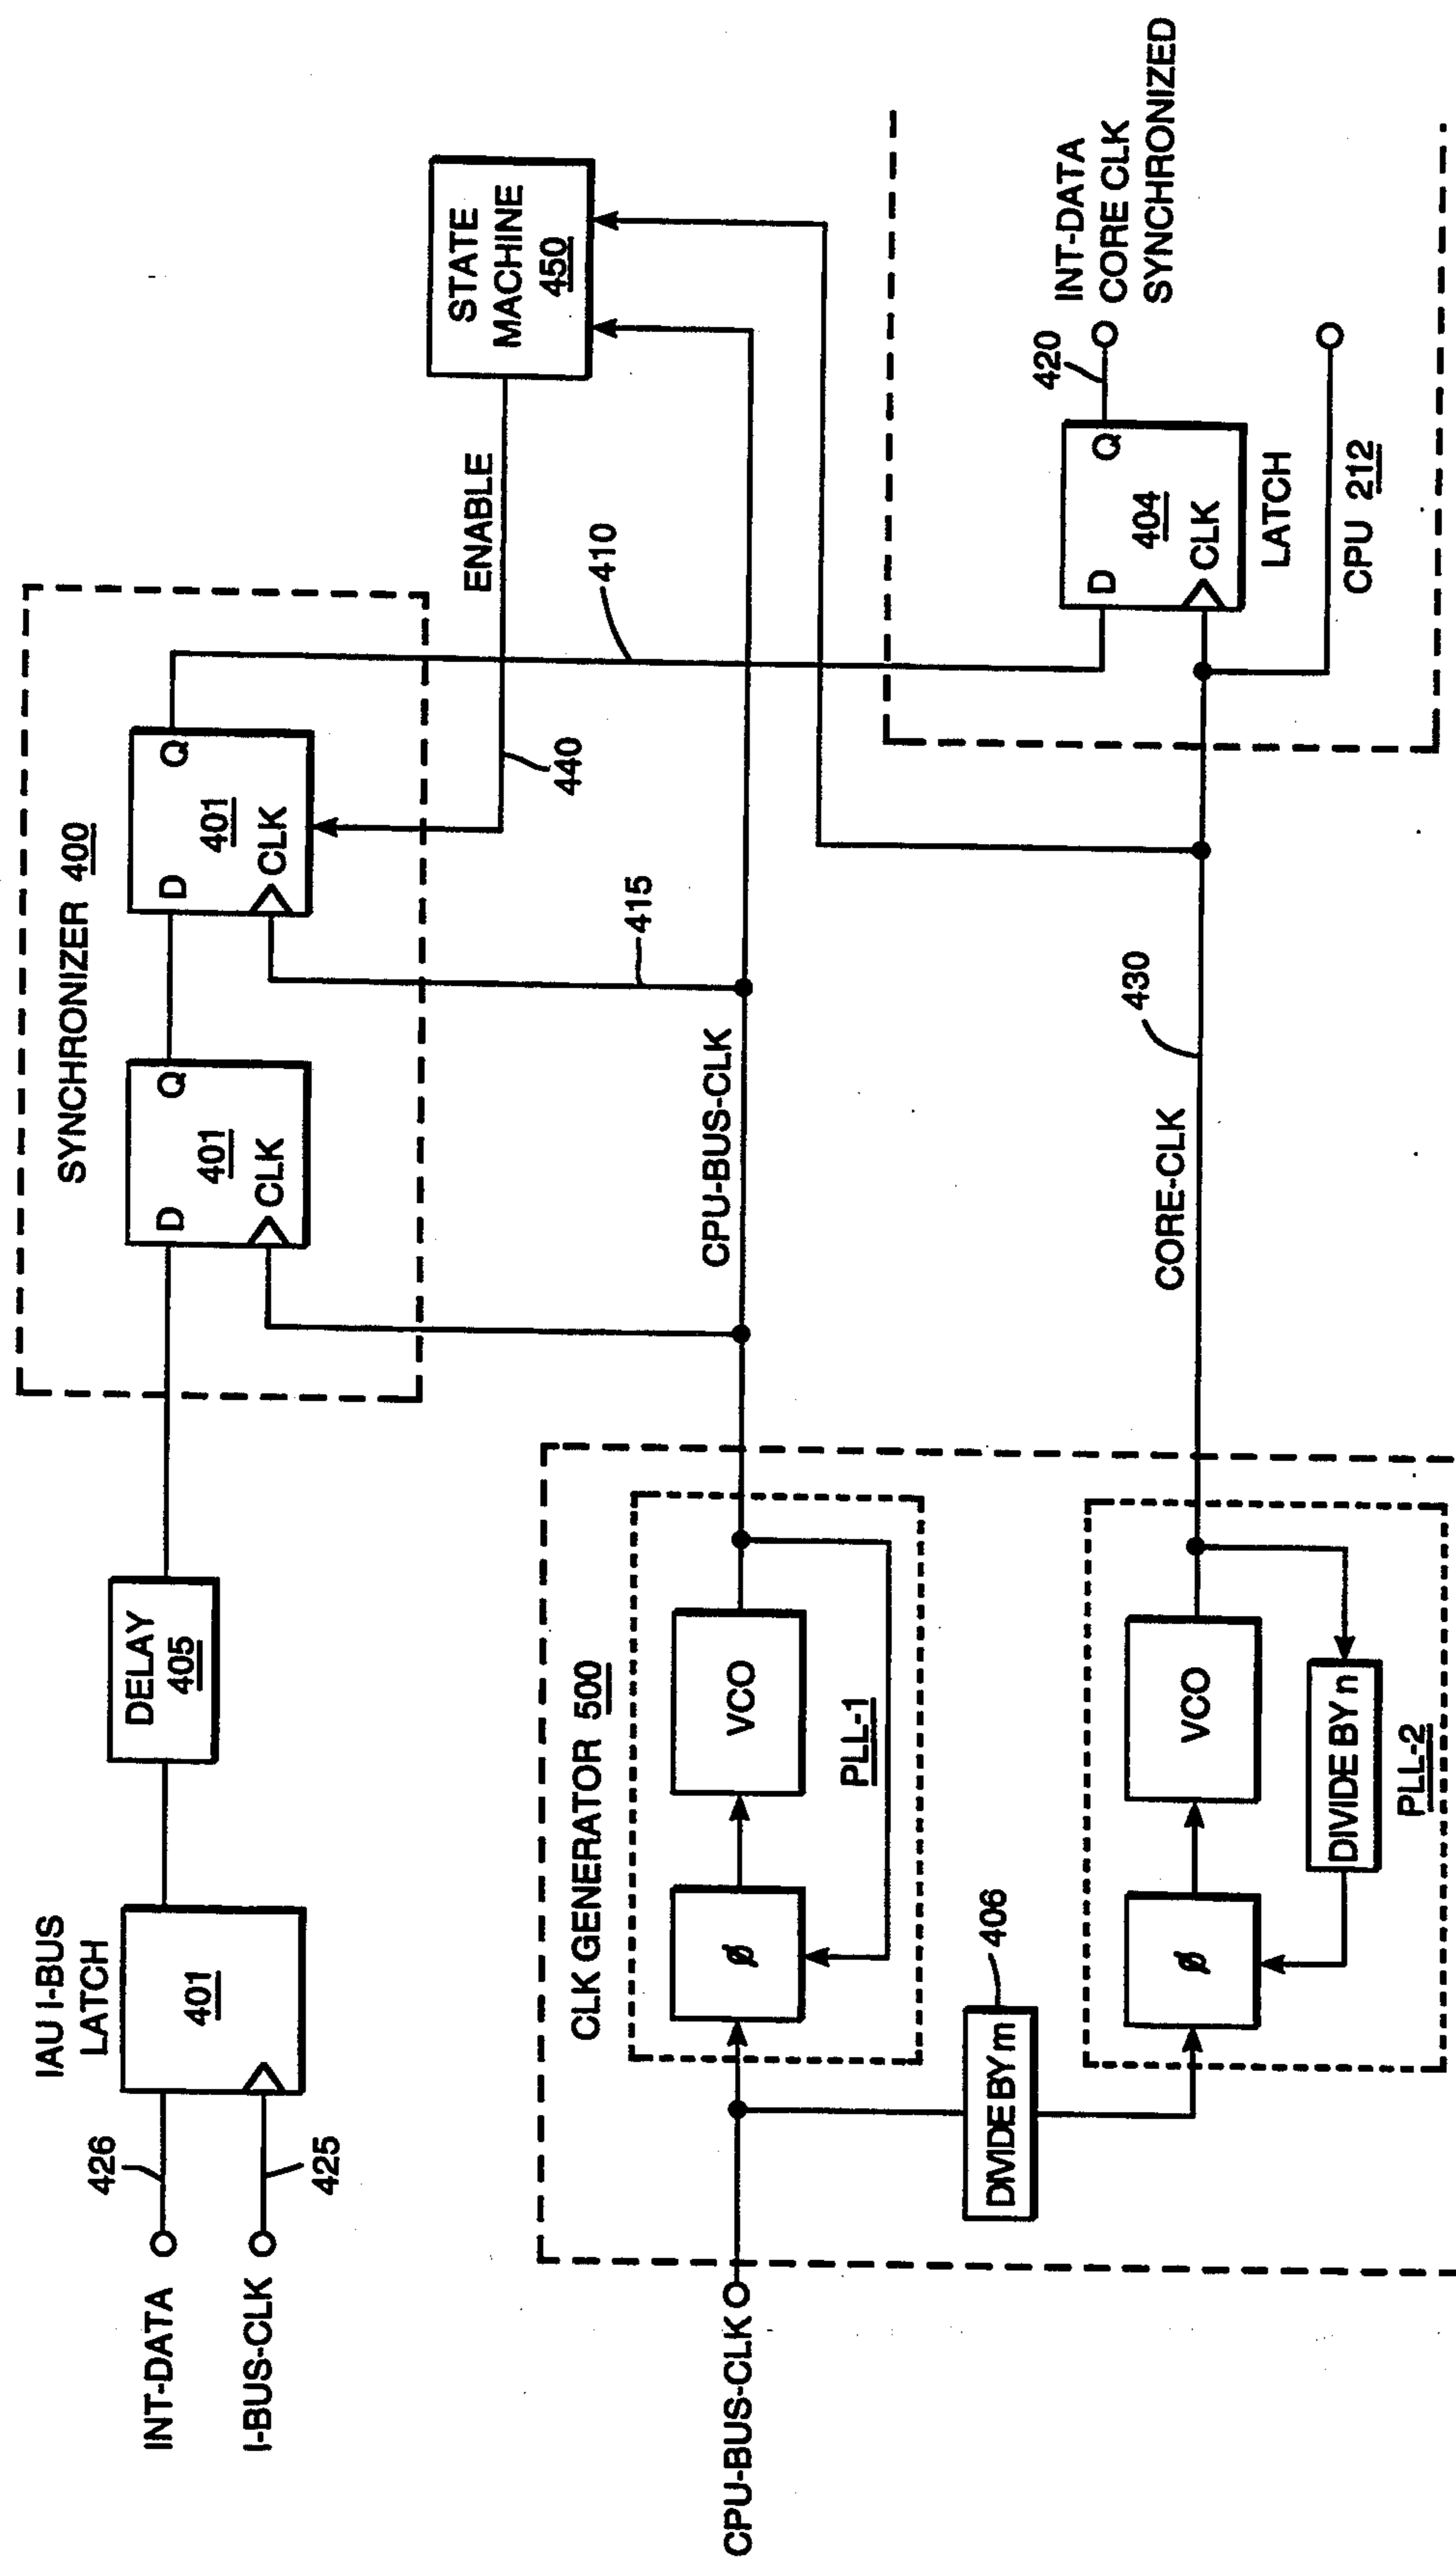 INT-DATA
I-BUS-CLK
426
425
IAU I-BUS
LATCH
401
DELAY
405
SYNCHRONIZER 400
D
Q
401
CLK
D
Q
401
CLK
415
440
410
ENABLE
STATE
MACHINE
450
CPU-BUS-CLK
CLK GENERATOR 500
ø
VCO
PLL-1
CPU-BUS-CLK
DIVIDE BY m
406
ø
VCO
DIVIDE BY n
PLL-2
CORE-CLK
430
D
Q
404
CLK
LATCH
420
INT-DATA
CORE CLK
SYNCHRONIZED
CPU 212